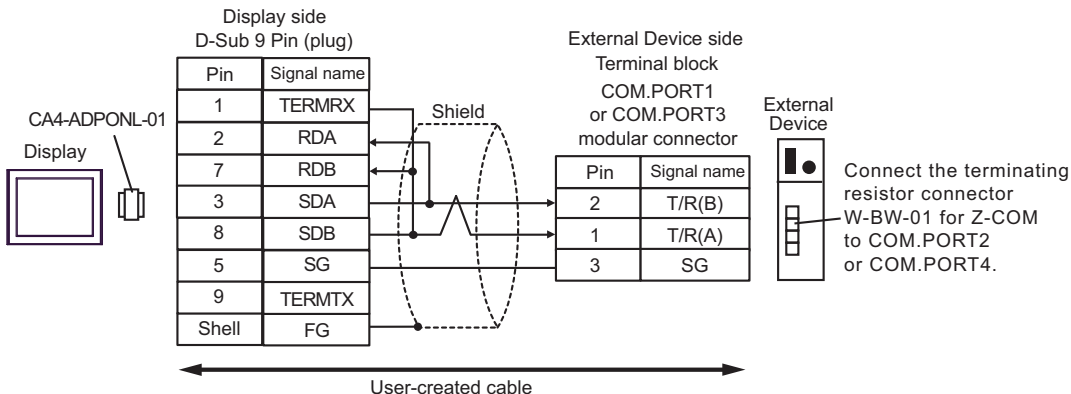 Display side
D-Sub 9 Pin (plug)
Pin Signal name
1 TERMRX
2 RDA
7 RDB
3 SDA
8 SDB
5 SG
9 TERMTX
Shell FG
CA4-ADPONL-01
Display
Shield
External Device side
Terminal block
COM.PORT1
or COM.PORT3
modular connector
Pin Signal name
2 T/R(B)
1 T/R(A)
3 SG
External
Device
Connect the terminating
resistor connector
W-BW-01 for Z-COM
to COM.PORT2
or COM.PORT4.
User-created cable